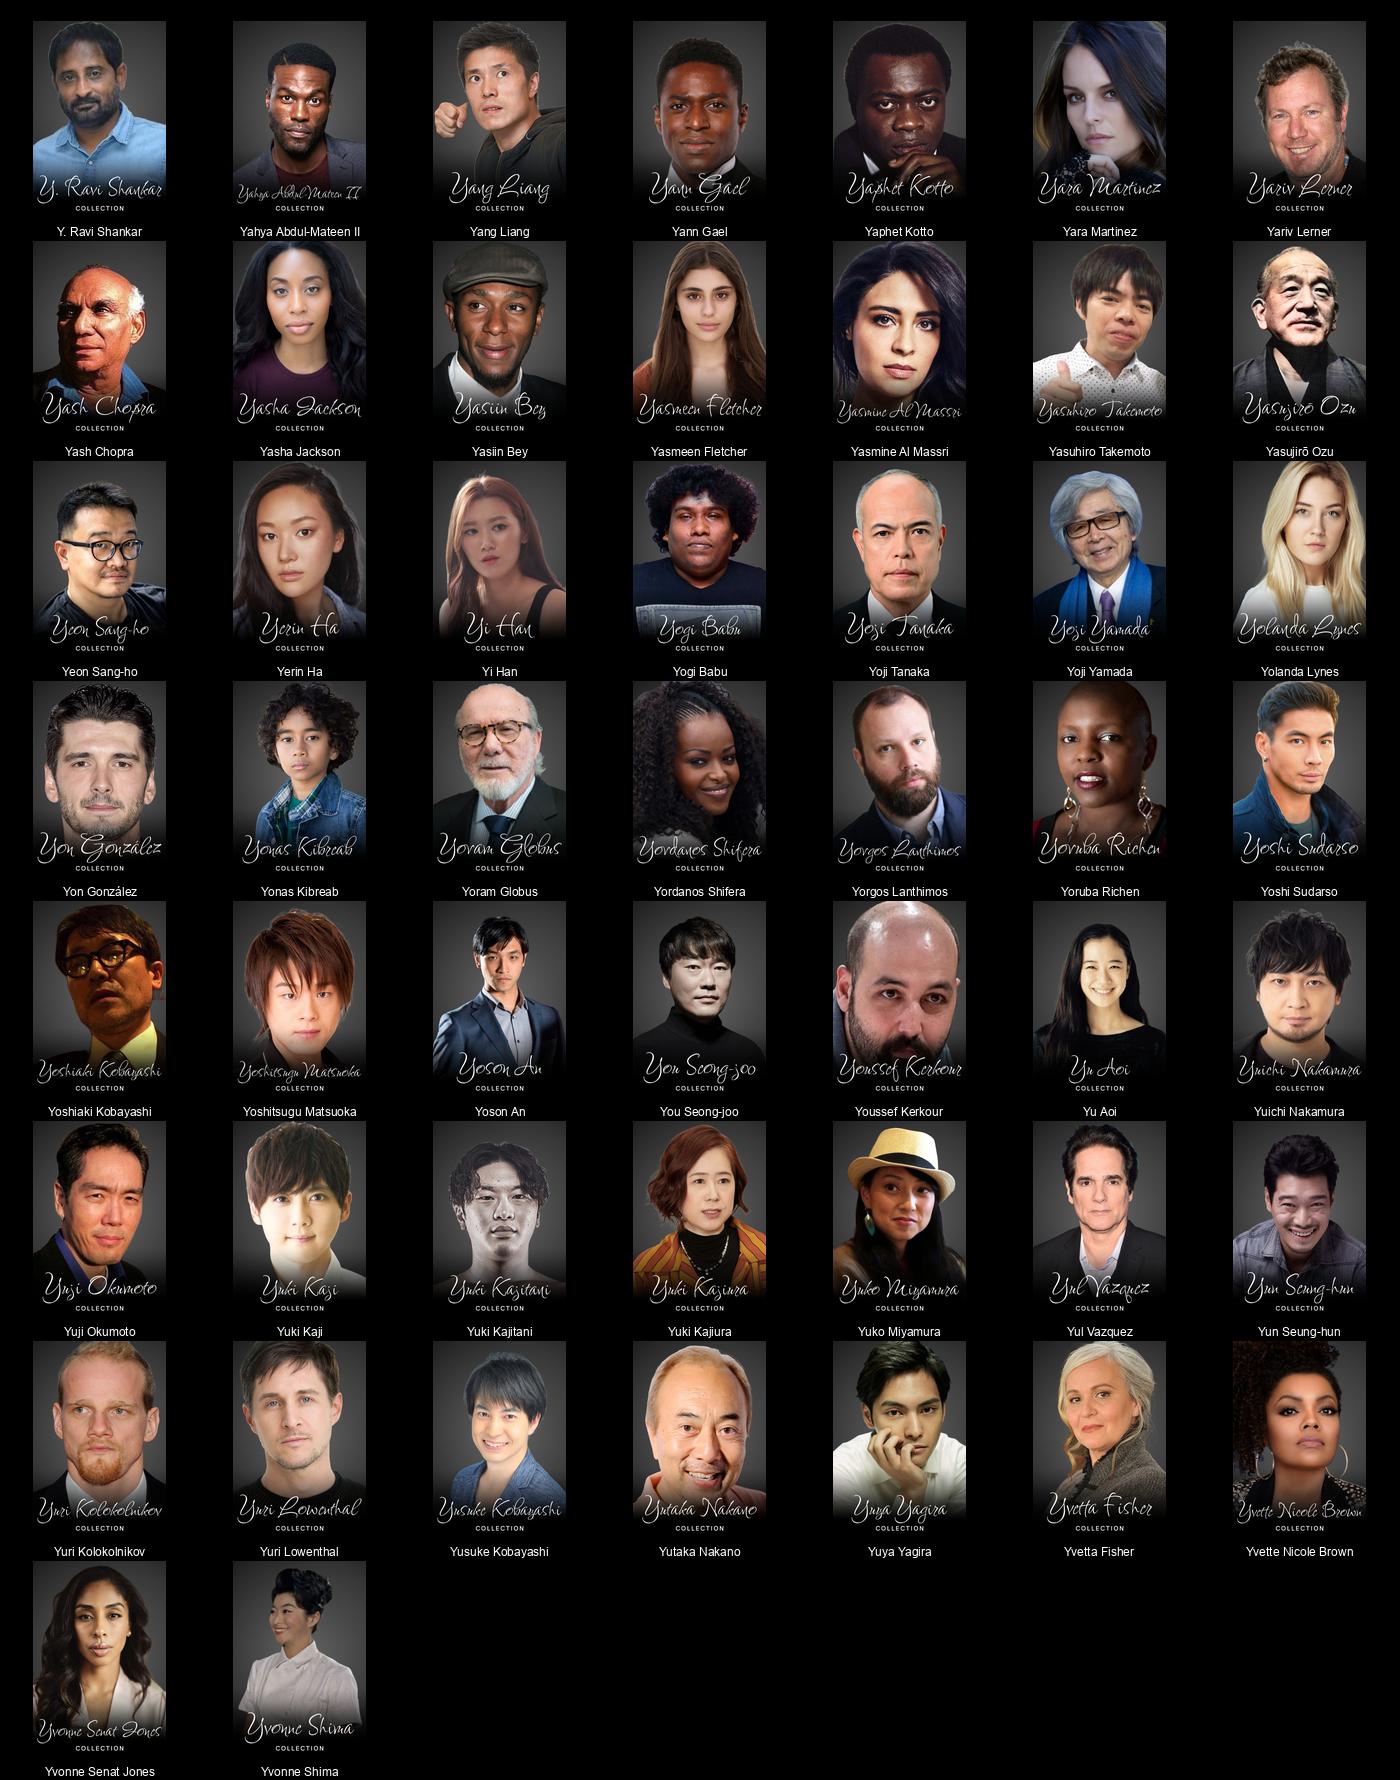 Y. Ravi Shankar
COLLECTION
Y. Ravi Shankar
Yahya Abdul-Mateen II
COLLECTION
Yahya Abdul-Mateen II
Yang Liang
COLLECTION
Yang Liang
Yann Gael
COLLECTION
Yann Gael
Yaphet Kotto
COLLECTION
Yaphet Kotto
Yara Martinez
COLLECTION
Yara Martinez
Yariv Lerner
COLLECTION
Yariv Lerner
Yash Chopra
COLLECTION
Yash Chopra
Yasha Jackson
COLLECTION
Yasha Jackson
Yasiin Bey
COLLECTION
Yasiin Bey
Yasmeen Fletcher
COLLECTION
Yasmeen Fletcher
Yasmine Al Massri
COLLECTION
Yasmine Al Massri
Yasuhiro Takemoto
COLLECTION
Yasuhiro Takemoto
Yasujirō Ozu
COLLECTION
Yasujirō Ozu
Yeon Sang-ho
COLLECTION
Yeon Sang-ho
Yerin Ha
COLLECTION
Yerin Ha
Yi Han
COLLECTION
Yi Han
Yogi Babu
COLLECTION
Yogi Babu
Yoji Tanaka
COLLECTION
Yoji Tanaka
Yoji Yamada
COLLECTION
Yoji Yamada
Yolanda Lynes
COLLECTION
Yolanda Lynes
Yon González
COLLECTION
Yon González
Yonas Kibreab
COLLECTION
Yonas Kibreab
Yoram Globus
COLLECTION
Yoram Globus
Yordanos Shifera
COLLECTION
Yordanos Shifera
Yorgos Lanthimos
COLLECTION
Yorgos Lanthimos
Yoruba Richen
COLLECTION
Yoruba Richen
Yoshi Sudarso
COLLECTION
Yoshi Sudarso
Yoshiaki Kobayashi
COLLECTION
Yoshiaki Kobayashi
Yoshitsugu Matsuoka
COLLECTION
Yoshitsugu Matsuoka
Yoson An
COLLECTION
Yoson An
You Seong-joo
COLLECTION
You Seong-joo
Youssef Kerkour
COLLECTION
Youssef Kerkour
Yu Aoi
COLLECTION
Yu Aoi
Yuichi Nakamura
COLLECTION
Yuichi Nakamura
Yuji Okumoto
COLLECTION
Yuji Okumoto
Yuki Kaji
COLLECTION
Yuki Kaji
Yuki Kajitani
COLLECTION
Yuki Kajitani
Yuki Kajiura
COLLECTION
Yuki Kajiura
Yuko Miyamura
COLLECTION
Yuko Miyamura
Yul Vazquez
COLLECTION
Yul Vazquez
Yun Seung-hun
COLLECTION
Yun Seung-hun
Yuri Kolokolnikov
COLLECTION
Yuri Kolokolnikov
Yuri Lowenthal
COLLECTION
Yuri Lowenthal
Yusuke Kobayashi
COLLECTION
Yusuke Kobayashi
Yutaka Nakano
COLLECTION
Yutaka Nakano
Yuya Yagira
COLLECTION
Yuya Yagira
Yvetta Fisher
COLLECTION
Yvetta Fisher
Yvette Nicole Brown
COLLECTION
Yvette Nicole Brown
Yvonne Senat Jones
COLLECTION
Yvonne Senat Jones
Yvonne Shima
COLLECTION
Yvonne Shima